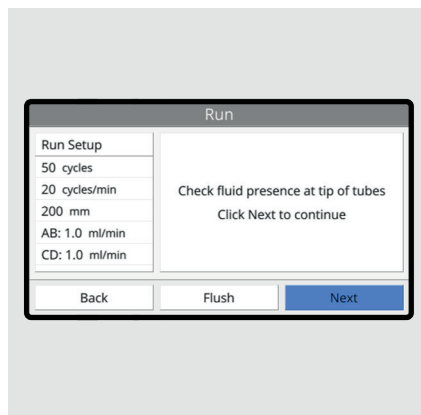 Run
Run Setup
50 cycles
20 cycles/min
200 mm
AB: 1.0 ml/min
CD: 1.0 ml/min
Check fluid presence at tip of tubes
Click Next to continue
Back
Flush
Next